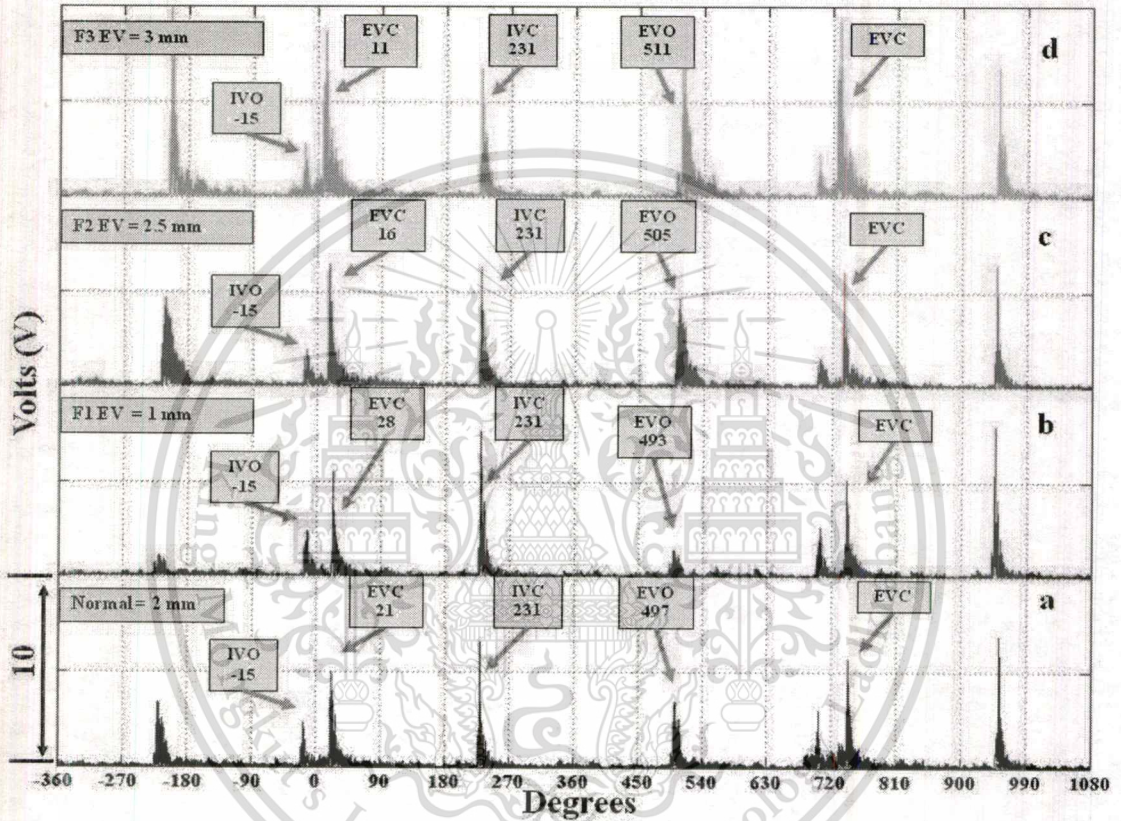 F3 EV = 3 mm
EVC
11
IVC
231
EVO
511
EVC
d
IVO
-15
F2 EV = 2.5 mm
EVC
16
IVC
231
EVO
505
EVC
c
IVO
-15
F1 EV = 1 mm
EVC
28
IVC
231
EVO
493
EVC
b
IVO
-15
Normal = 2 mm
EVC
21
IVC
231
EVO
497
EVC
a
IVO
-15
Volts (V)
10
-360 -270 -180 -90 0 90 180 270 360 450 540 630 720 810 900 990 1080
Degrees